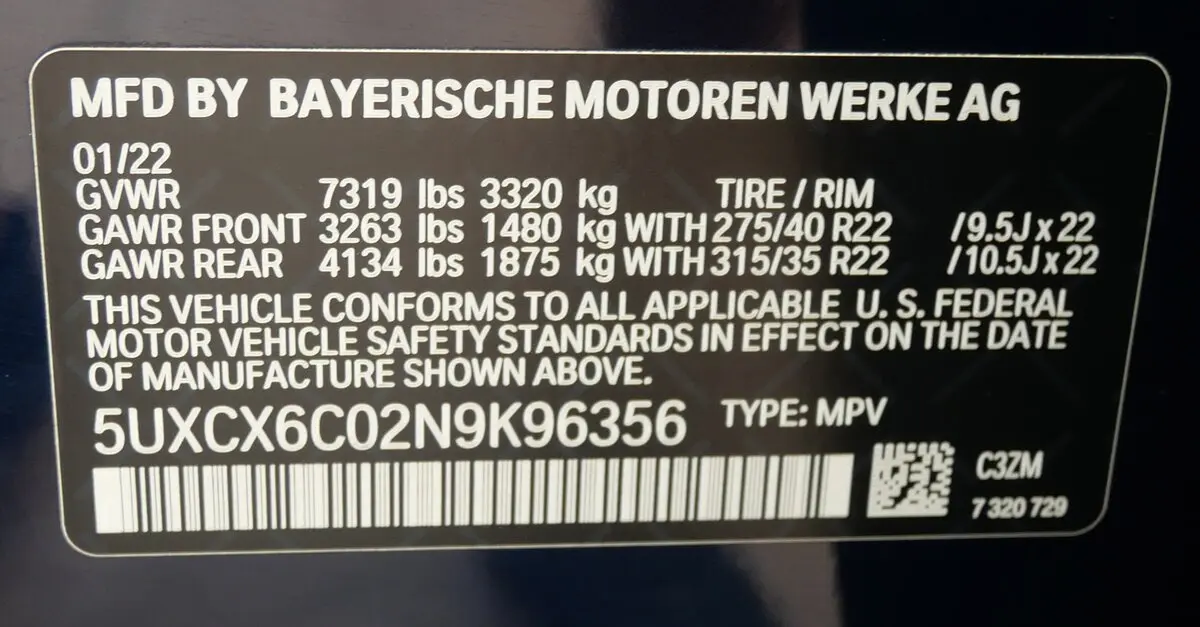 MFD BY BAYERISCHE MOTOREN WERKE AG
01/22
GVWR 7319 lbs 3320 kg TIRE / RIM
GAWR FRONT 3263 lbs 1480 kg WITH 275/40 R22 /9.5J x 22
GAWR REAR 4134 lbs 1875 kg WITH 315/35 R22 /10.5J x 22
THIS VEHICLE CONFORMS TO ALL APPLICABLE U. S. FEDERAL
MOTOR VEHICLE SAFETY STANDARDS IN EFFECT ON THE DATE
OF MANUFACTURE SHOWN ABOVE.
5UXCX6C02N9K96356 TYPE: MPV
C3ZM
7 320 729